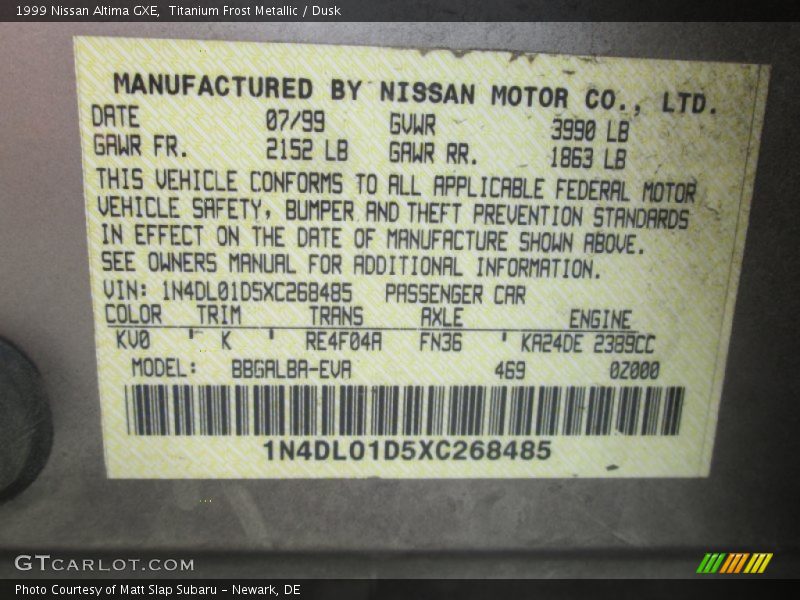 1999 Nissan Altima GXE,  Titanium Frost Metallic / Dusk
MANUFACTURED BY NISSAN MOTOR CO., LTD.
DATE 07/99 GVWR 3990 LB
GAWR FR. 2152 LB GAWR RR. 1863 LB
THIS VEHICLE CONFORMS TO ALL APPLICABLE FEDERAL MOTOR
VEHICLE SAFETY, BUMPER AND THEFT PREVENTION STANDARDS
IN EFFECT ON THE DATE OF MANUFACTURE SHOWN ABOVE.
SEE OWNERS MANUAL FOR ADDITIONAL INFORMATION.
VIN: 1N4DL01D5XC268485 PASSENGER CAR
COLOR TRIM TRANS AXLE ENGINE
KV0 ' K ' RE4F04A FN36 ' KA24DE 2389CC
MODEL: BBGALBA-EVA 469 0Z000
1N4DL01D5XC268485
GTCARLOT.COM
Photo Courtesy of Matt Slap Subaru - Newark, DE